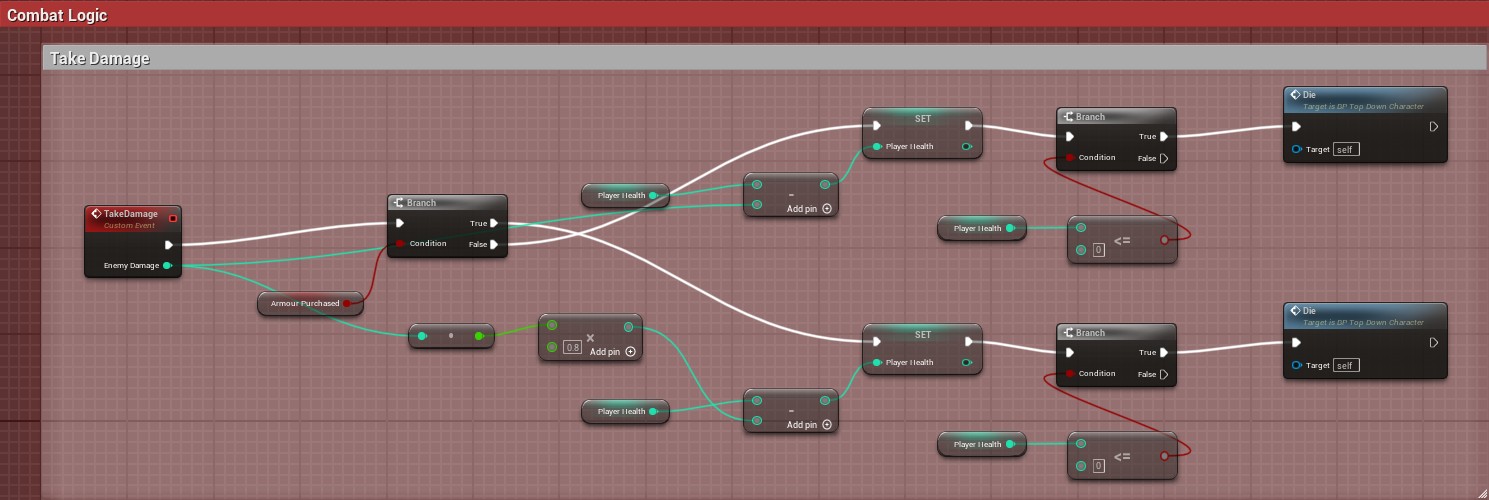 Combat Logic
Take Damage
TakeDamage
Custom Event
Enemy Damage
Armour Purchased
Branch
True
Condition
False
Player Health
-
Add pin
SET
Player Health
Branch
True
Condition
False
Player Health
0
<=
Die
Target is BP Top Down Character
Target self
0.8
×
Add pin
Player Health
-
Add pin
SET
Player Health
Branch
True
Condition
False
Player Health
0
<=
Die
Target is BP Top Down Character
Target self